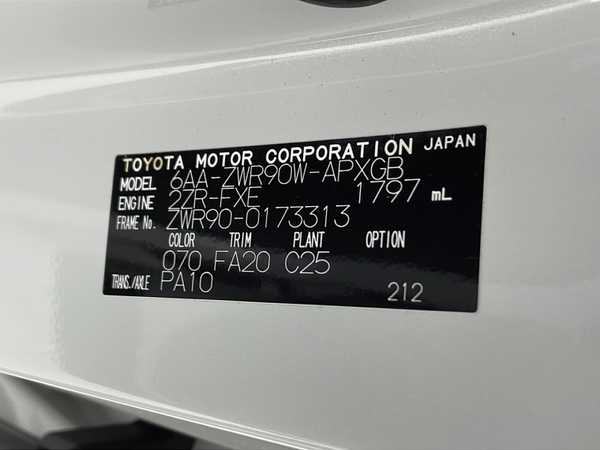 TOYOTA MOTOR CORPORATION JAPAN
MODEL 6AA-ZWR90W-APXGB
ENGINE 2ZR-FXE 1797 mL
FRAME No. ZWR90-0173313
COLOR TRIM PLANT OPTION
070 FA20 C25
TRANS./AXLE PA10
212